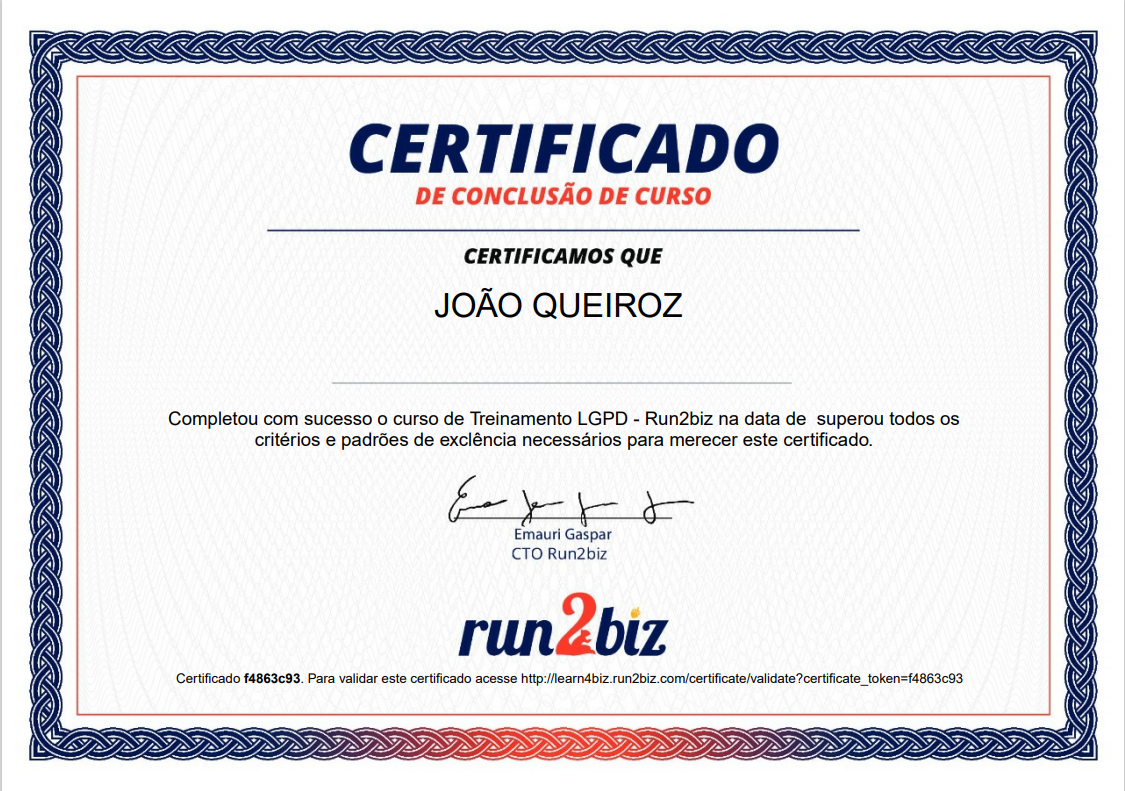 CERTIFICADO
DE CONCLUSÃO DE CURSO
CERTIFICAMOS QUE
JOÃO QUEIROZ
Completou com sucesso o curso de Treinamento LGPD - Run2biz na data de  superou todos os
critérios e padrões de exclência necessários para merecer este certificado.
Emauri Gaspar
CTO Run2biz
run2biz
Certificado f4863c93. Para validar este certificado acesse http://learn4biz.run2biz.com/certificate/validate?certificate_token=f4863c93